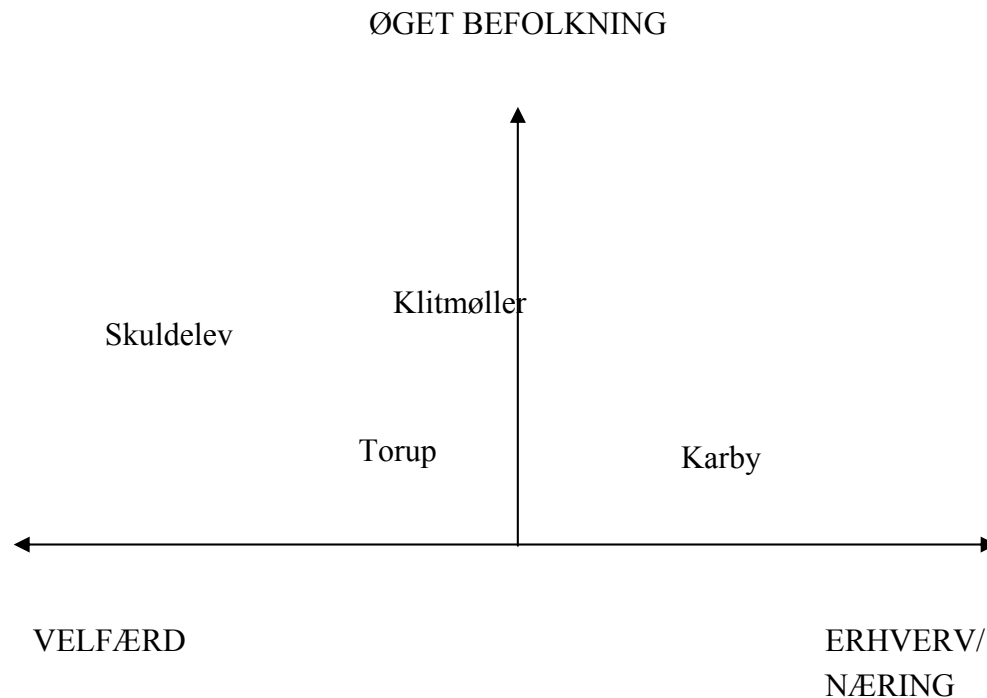 ØGET BEFOLKNING
Klitmøller
Skuldelev
Torup
Karby
VELFÆRD
ERHVERV/
NÆRING